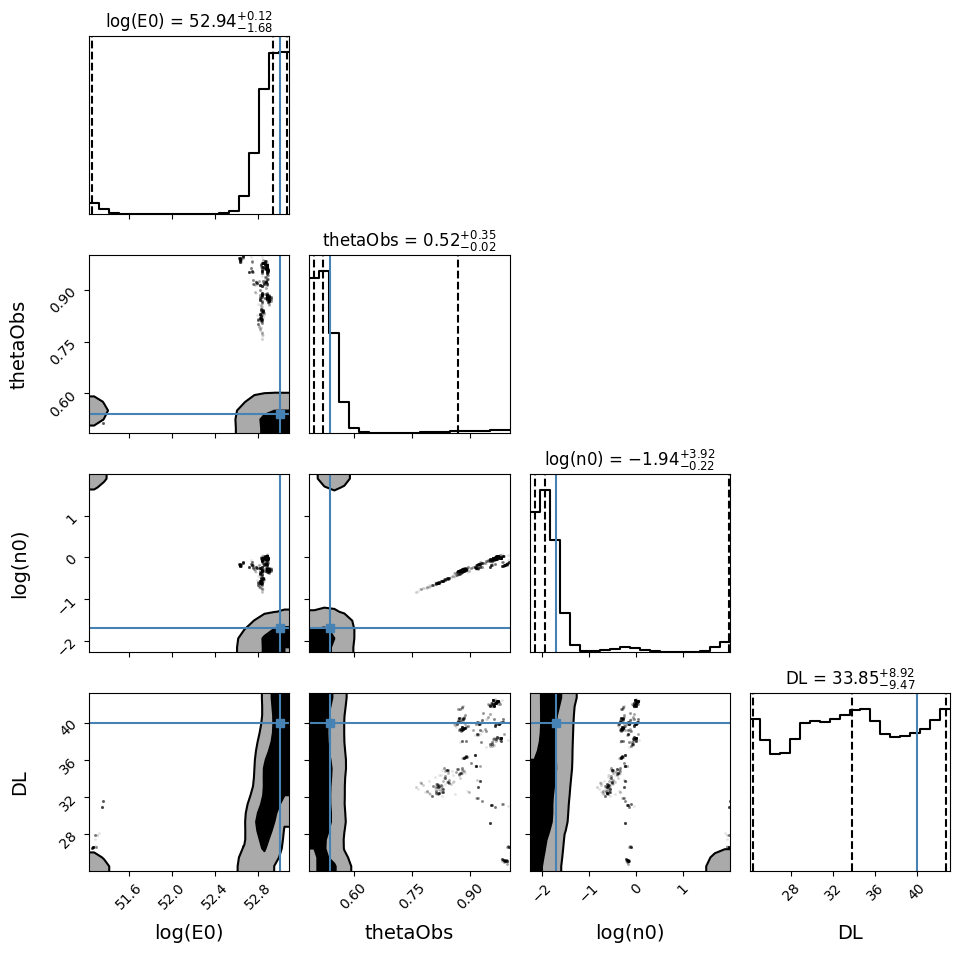 log(E0) = 52.94+0.12−1.68
thetaObs = 0.52+0.35−0.02
0.90
0.75
0.60
thetaObs
log(n0) = −1.94+3.92−0.22
1
0
−1
−2
log(n0)
DL = 33.85+8.92−9.47
40
36
32
28
DL
51.6 52.0 52.4 52.8 0.60 0.75 0.90 −2 −1 0 1 28 32 36 40
log(E0) thetaObs log(n0) DL